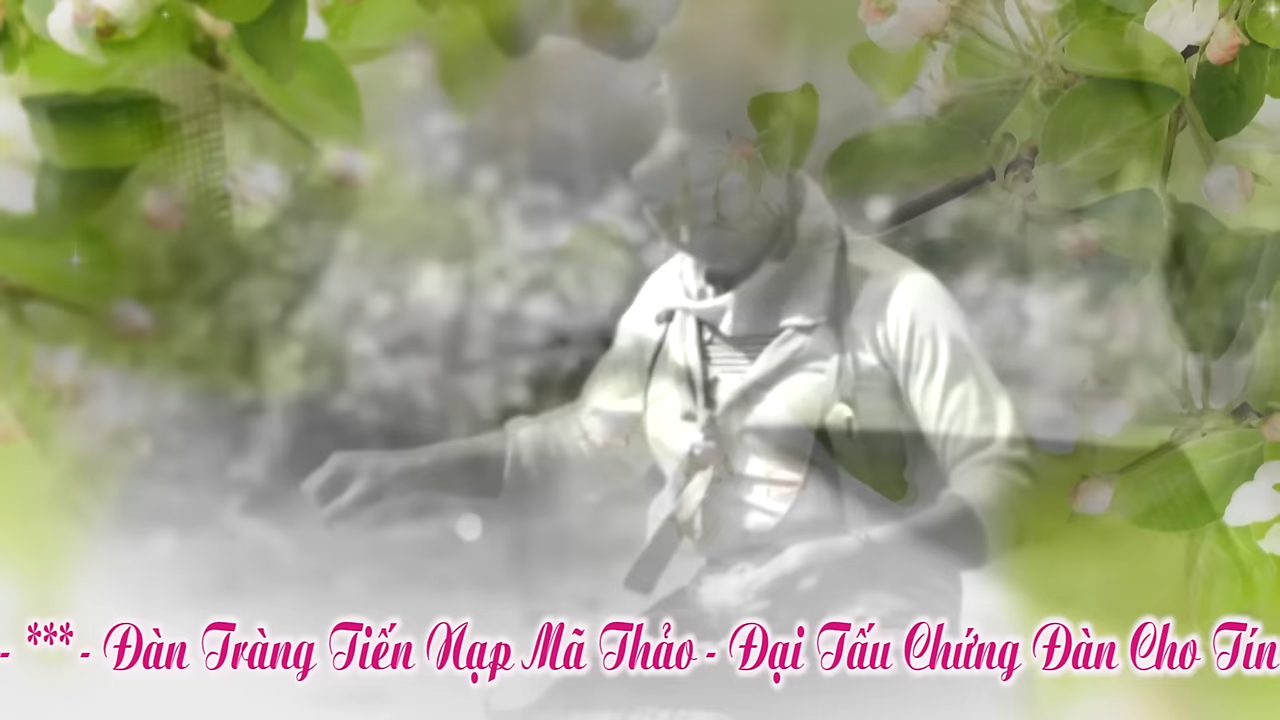 - *** - Đàn Tràng Tiến Nạp Mã Thảo - Đại Tấu Chứng Đàn Cho Tín